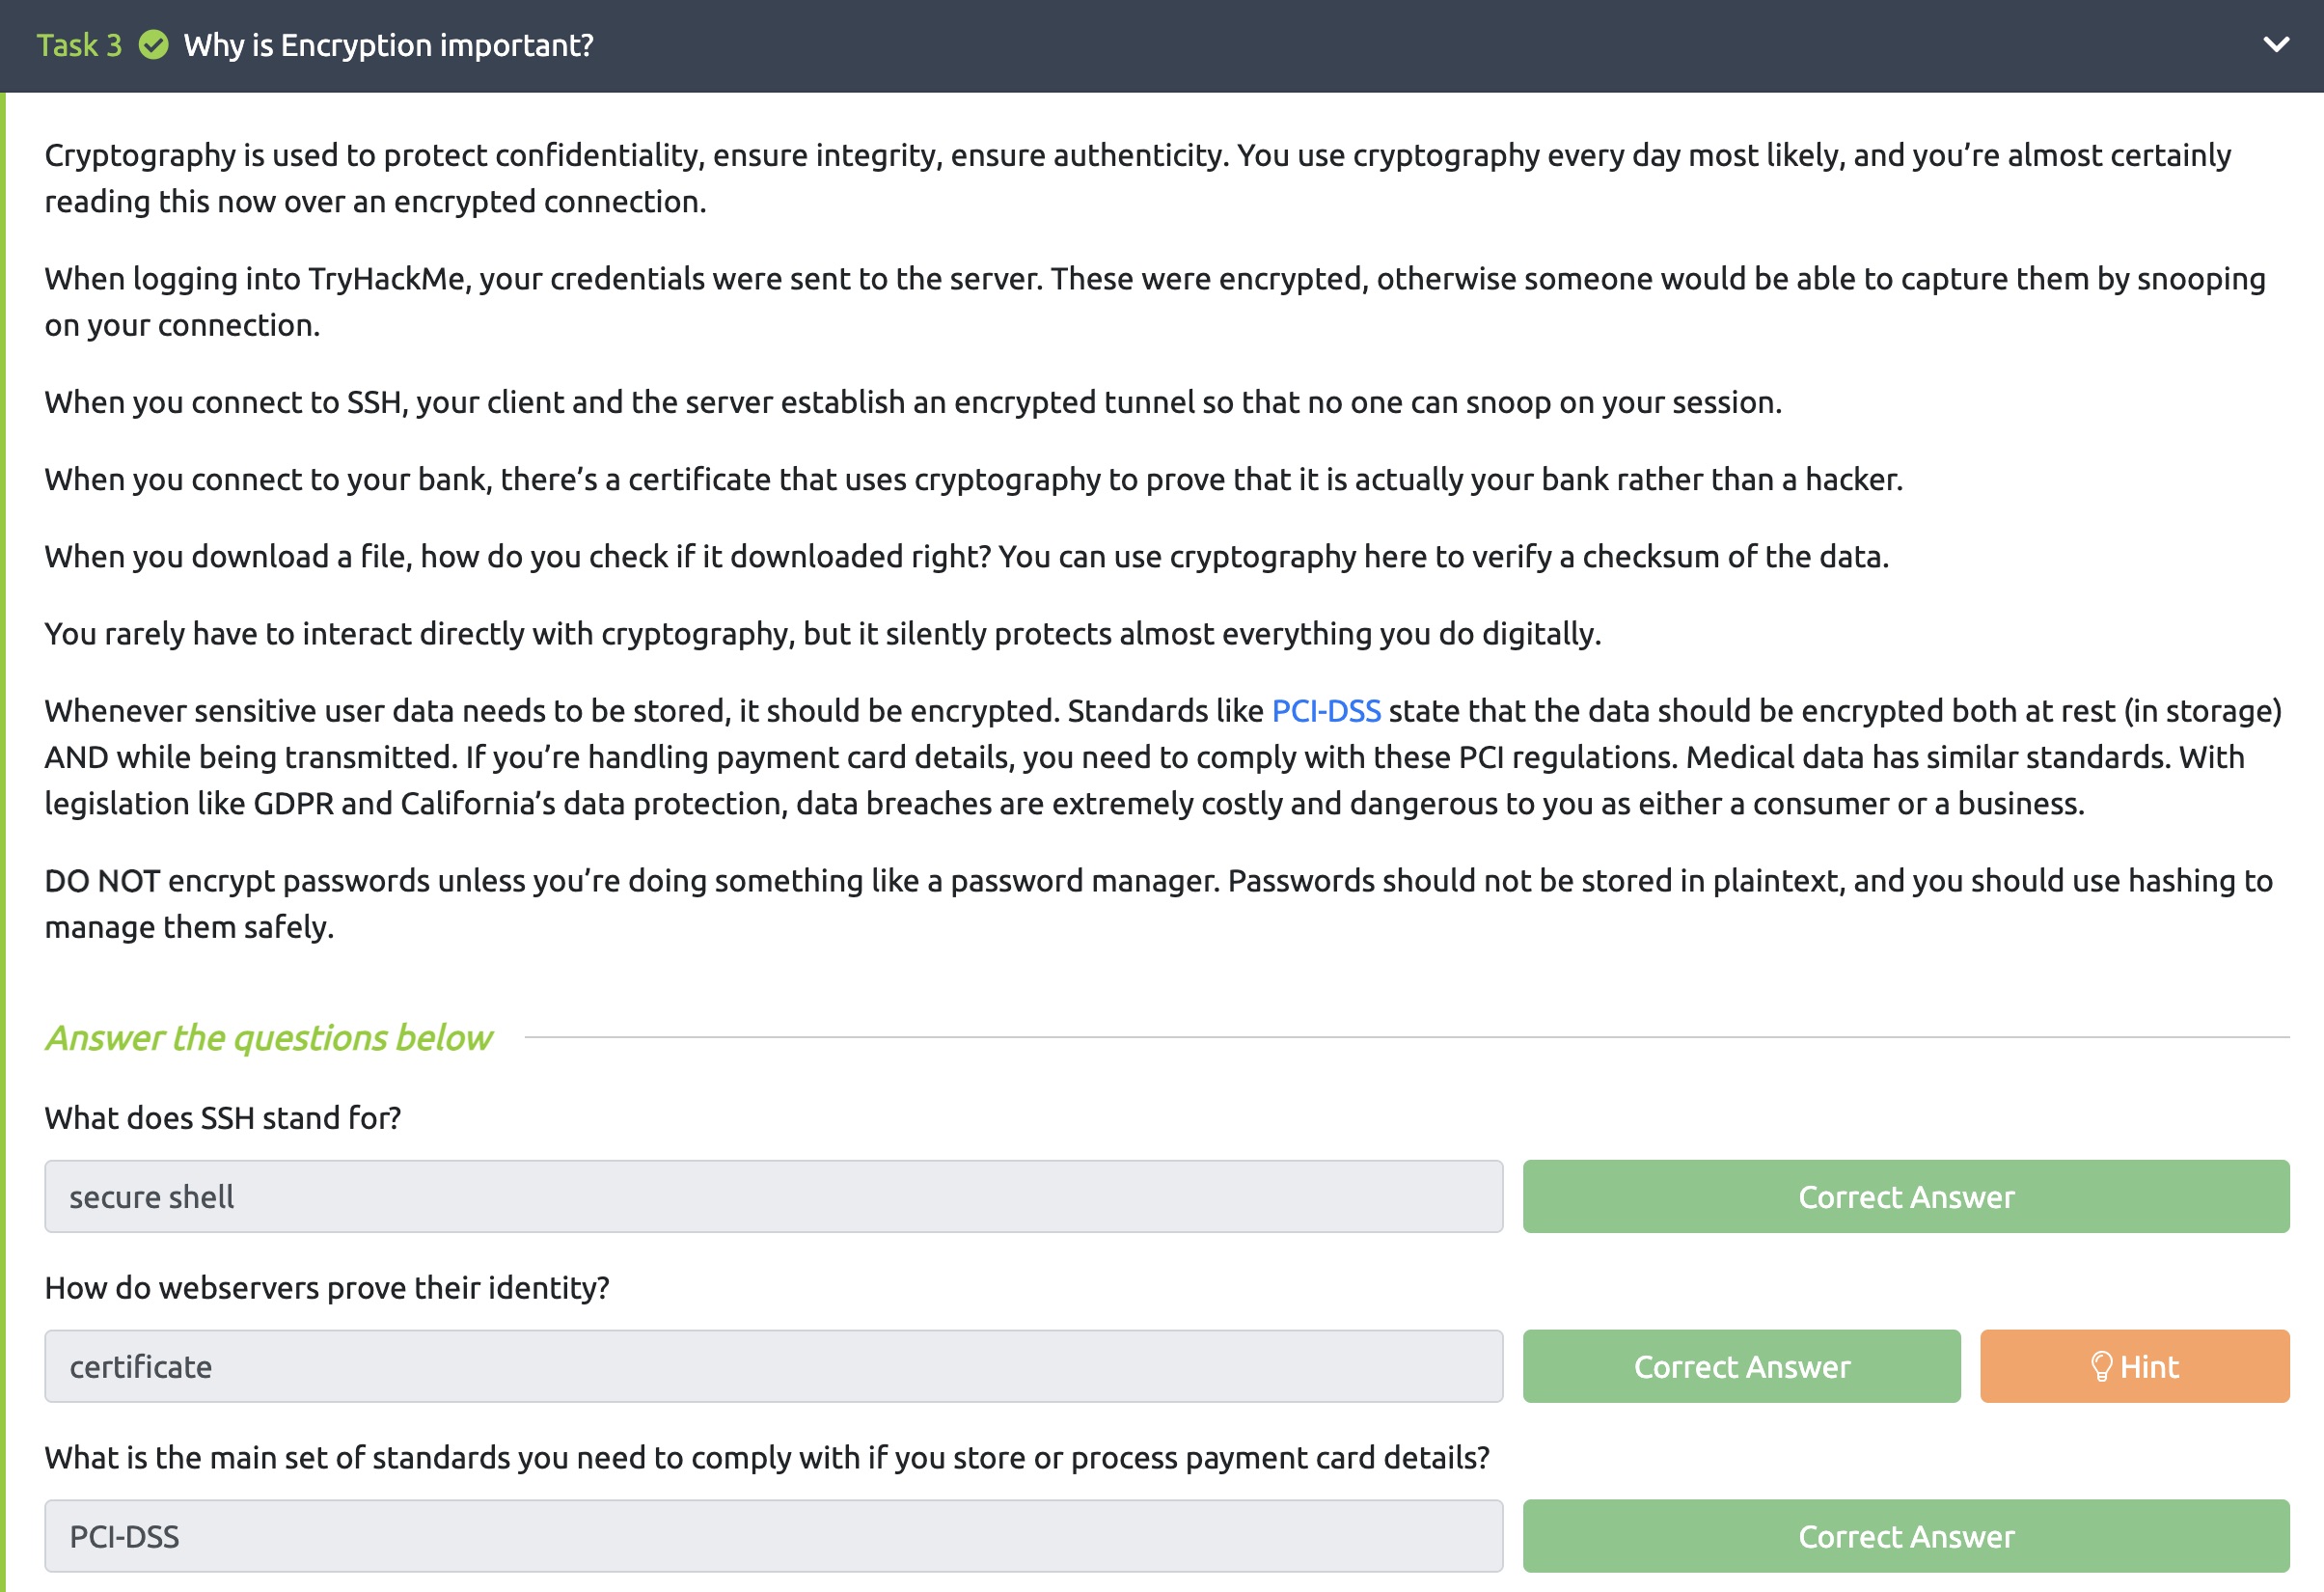 Task 3 Why is Encryption important?
Cryptography is used to protect confidentiality, ensure integrity, ensure authenticity. You use cryptography every day most likely, and you’re almost certainly
reading this now over an encrypted connection.
When logging into TryHackMe, your credentials were sent to the server. These were encrypted, otherwise someone would be able to capture them by snooping
on your connection.
When you connect to SSH, your client and the server establish an encrypted tunnel so that no one can snoop on your session.
When you connect to your bank, there’s a certificate that uses cryptography to prove that it is actually your bank rather than a hacker.
When you download a file, how do you check if it downloaded right? You can use cryptography here to verify a checksum of the data.
You rarely have to interact directly with cryptography, but it silently protects almost everything you do digitally.
Whenever sensitive user data needs to be stored, it should be encrypted. Standards like PCI-DSS state that the data should be encrypted both at rest (in storage)
AND while being transmitted. If you’re handling payment card details, you need to comply with these PCI regulations. Medical data has similar standards. With
legislation like GDPR and California’s data protection, data breaches are extremely costly and dangerous to you as either a consumer or a business.
DO NOT encrypt passwords unless you’re doing something like a password manager. Passwords should not be stored in plaintext, and you should use hashing to
manage them safely.
Answer the questions below
What does SSH stand for?
secure shell Correct Answer
How do webservers prove their identity?
certificate Correct Answer Hint
What is the main set of standards you need to comply with if you store or process payment card details?
PCI-DSS Correct Answer